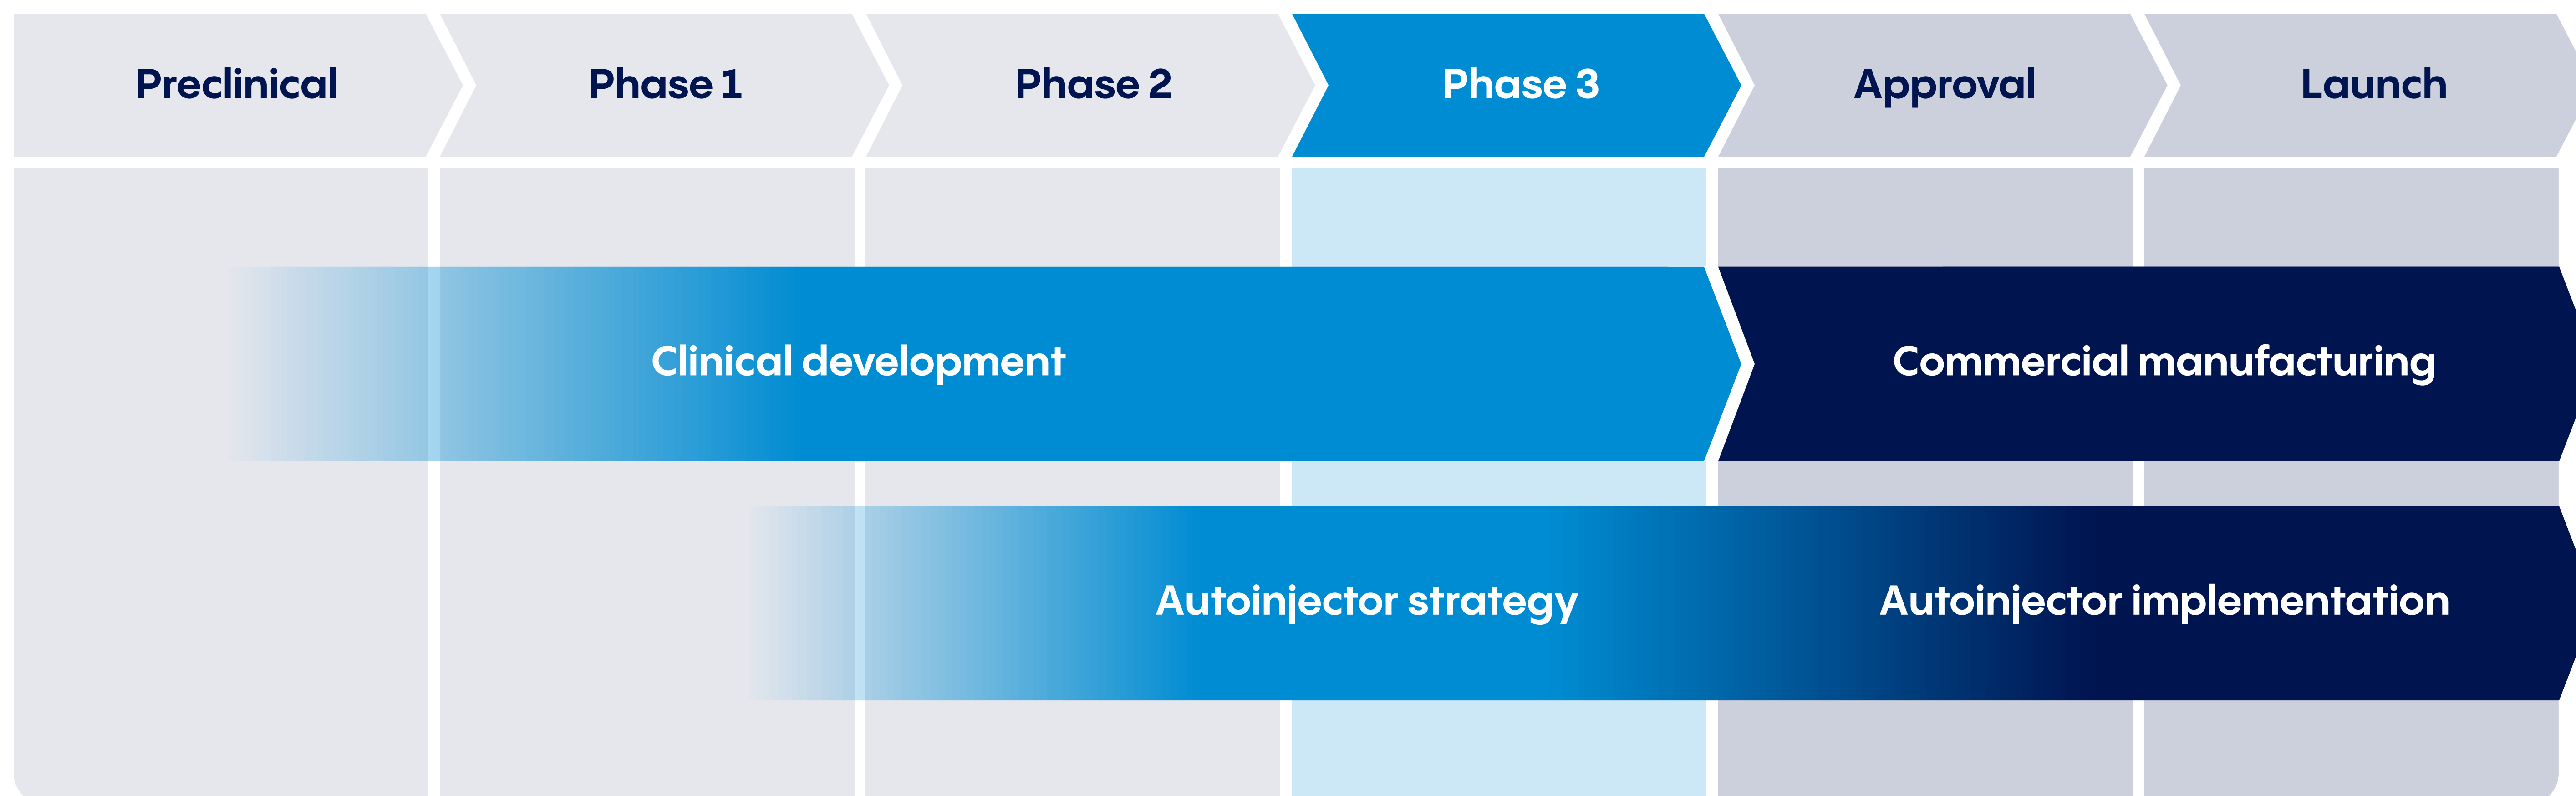 Preclinical
Phase 1
Phase 2
Phase 3
Approval
Launch
Clinical development
Commercial manufacturing
Autoinjector strategy
Autoinjector implementation